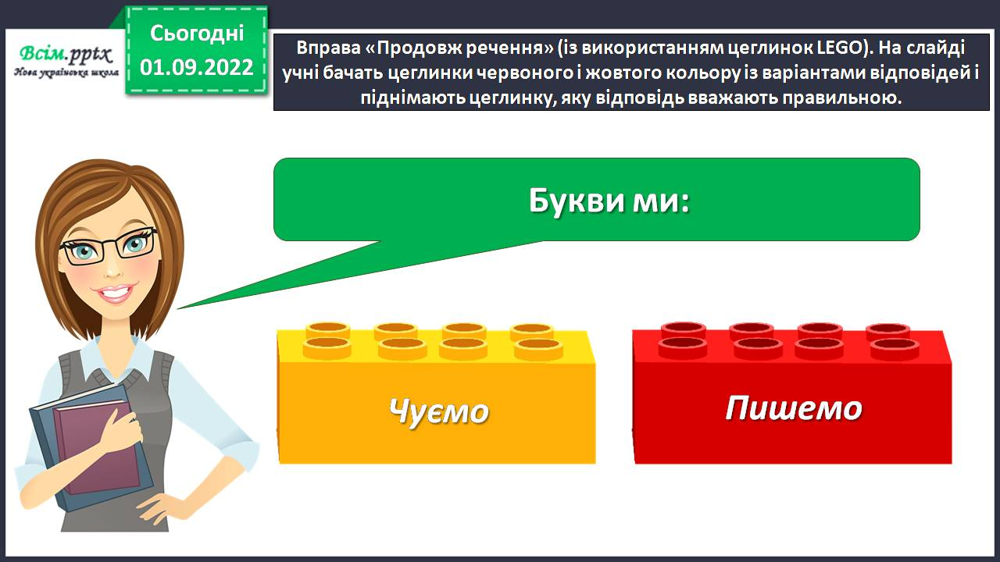 Всім.pptx
Нова українська школа
Сьогодні
01.09.2022
Вправа «Продовж речення» (із використанням цеглинок LEGO). На слайді
учні бачать цеглинки червоного і жовтого кольору із варіантами відповідей і
піднімають цеглинку, яку відповідь вважають правильною.
Букви ми:
Чуємо
Пишемо